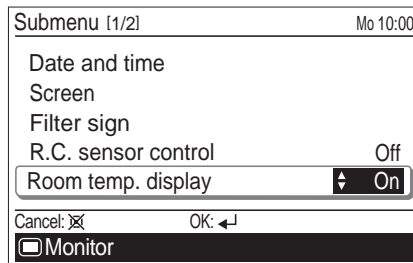 Submenu [1/2] Mo 10:00
Date and time
Screen
Filter sign
R.C. sensor control Off
Room temp. display On
Cancel: OK:
Monitor